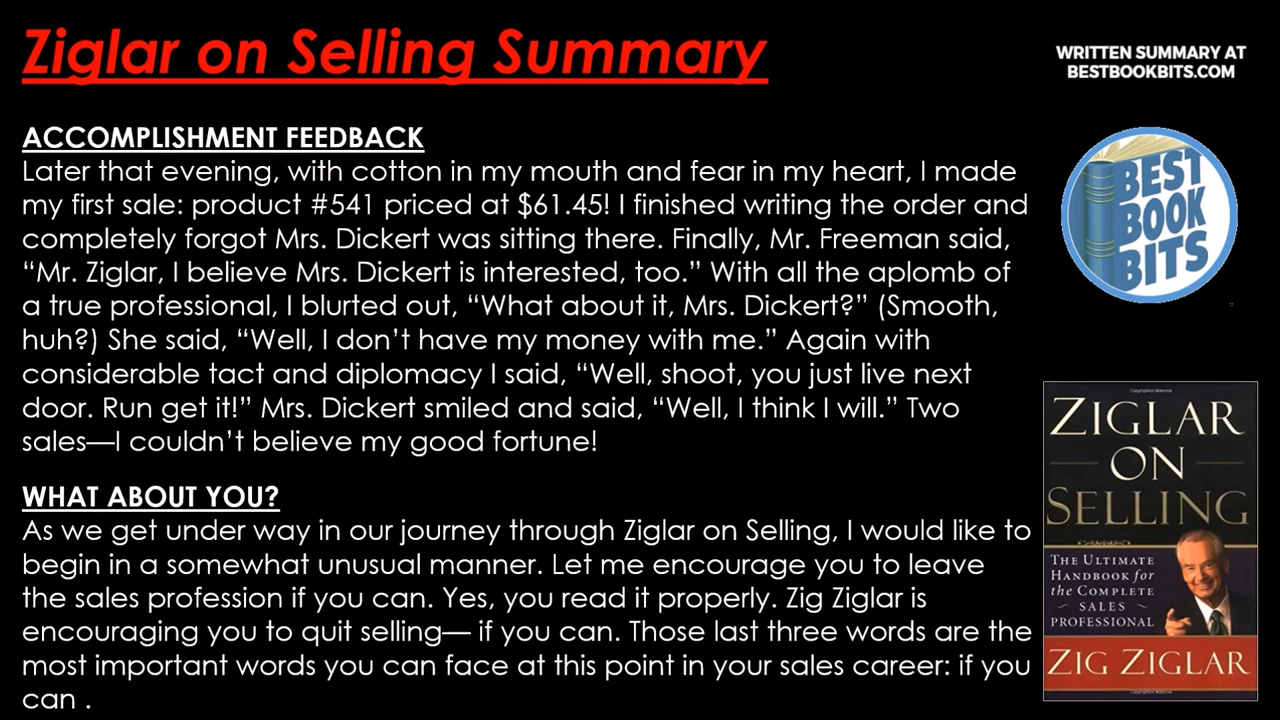 Ziglar on Selling Summary
WRITTEN SUMMARY AT
BESTBOOKBITS.COM
ACCOMPLISHMENT FEEDBACK
Later that evening, with cotton in my mouth and fear in my heart, I made
my first sale: product #541 priced at $61.45! I finished writing the order and
completely forgot Mrs. Dickert was sitting there. Finally, Mr. Freeman said,
“Mr. Ziglar, I believe Mrs. Dickert is interested, too.” With all the aplomb of
a true professional, I blurted out, “What about it, Mrs. Dickert?” (Smooth,
huh?) She said, “Well, I don’t have my money with me.” Again with
considerable tact and diplomacy I said, “Well, shoot, you just live next
door. Run get it!” Mrs. Dickert smiled and said, “Well, I think I will.” Two
sales—I couldn’t believe my good fortune!
WHAT ABOUT YOU?
As we get under way in our journey through Ziglar on Selling, I would like to
begin in a somewhat unusual manner. Let me encourage you to leave
the sales profession if you can. Yes, you read it properly. Zig Ziglar is
encouraging you to quit selling— if you can. Those last three words are the
most important words you can face at this point in your sales career: if you
can .
BEST
BOOK
BITS
ZIGLAR
ON
SELLING
THE ULTIMATE
HANDBOOK for
the COMPLETE
SALES
PROFESSIONAL
ZIG ZIGLAR